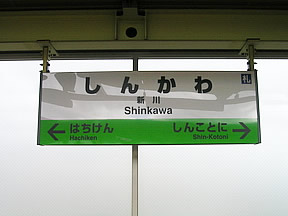 札
しんかわ
新川
Shinkawa
← はちけん しんことに →
Hachiken Shin-Kotoni